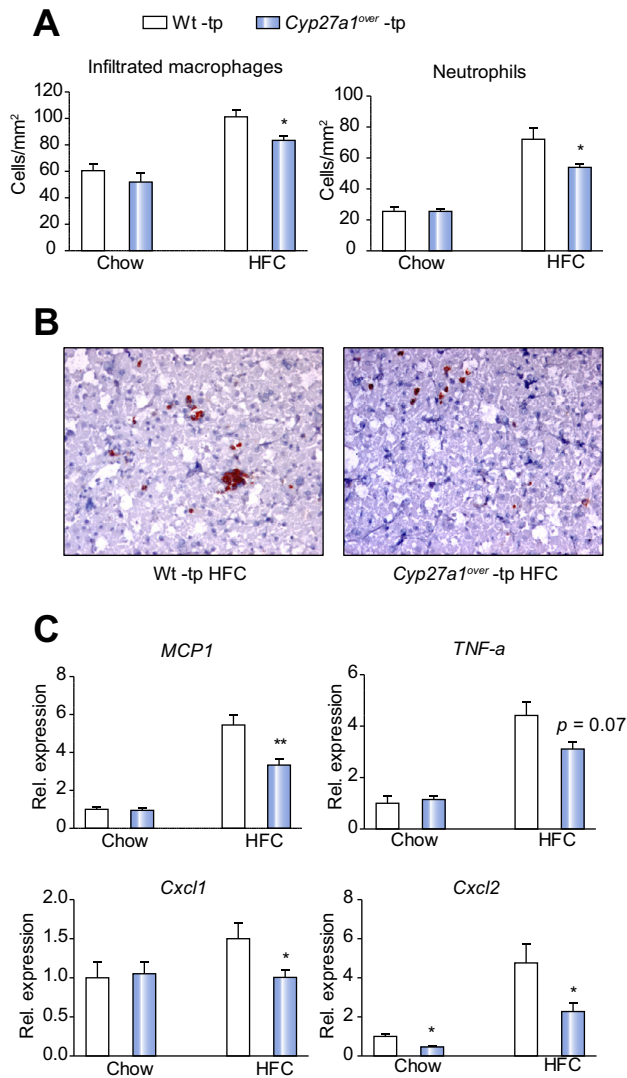 A
Wt -tp
Cyp27a1over -tp
Infiltrated macrophages
Cells/mm2
120
100
80
60
40
20
0
*
Chow
HFC
Neutrophils
Cells/mm2
100
80
60
40
20
0
*
Chow
HFC
B
Wt -tp HFC
Cyp27a1over -tp HFC
C
MCP1
Rel. expression
8
6
4
2
0
**
Chow
HFC
TNF-a
Rel. expression
6
4
2
0
p = 0.07
Chow
HFC
Cxcl1
Rel. expression
2.0
1.5
1.0
0.5
0.0
*
Chow
HFC
Cxcl2
Rel. expression
8
6
4
2
0
*
*
Chow
HFC